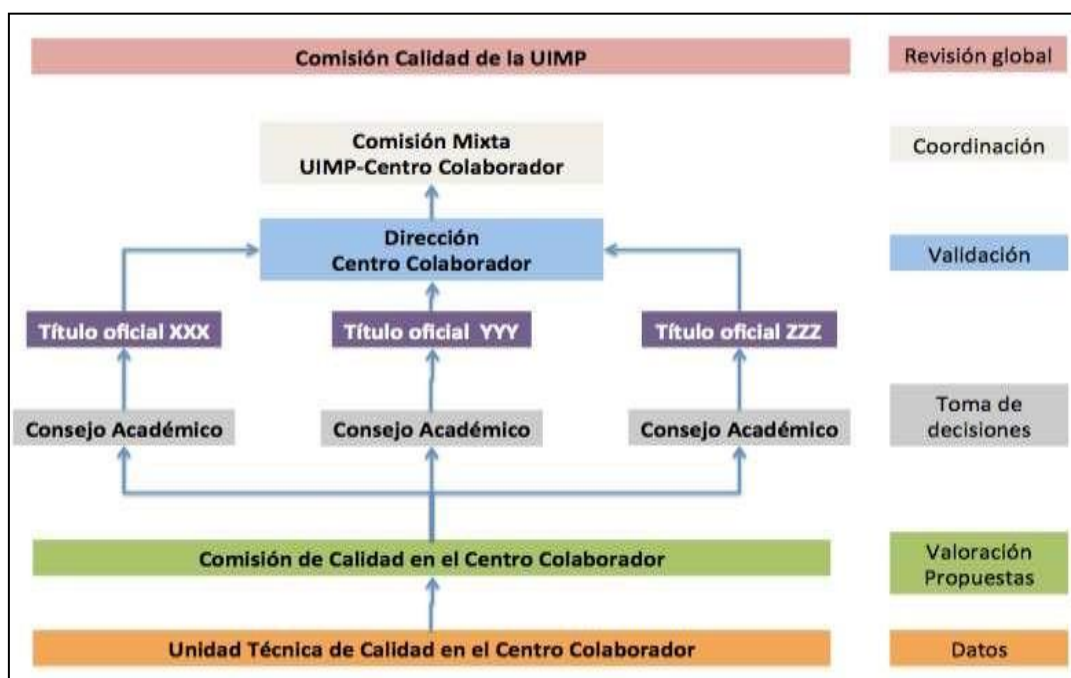 Comisión Calidad de la UIMP
Revisión global
Comisión Mixta
UIMP-Centro Colaborador
Coordinación
Dirección
Centro Colaborador
Validación
Título oficial XXX
Título oficial YYY
Título oficial ZZZ
Consejo Académico
Consejo Académico
Consejo Académico
Toma de
decisiones
Comisión de Calidad en el Centro Colaborador
Valoración
Propuestas
Unidad Técnica de Calidad en el Centro Colaborador
Datos